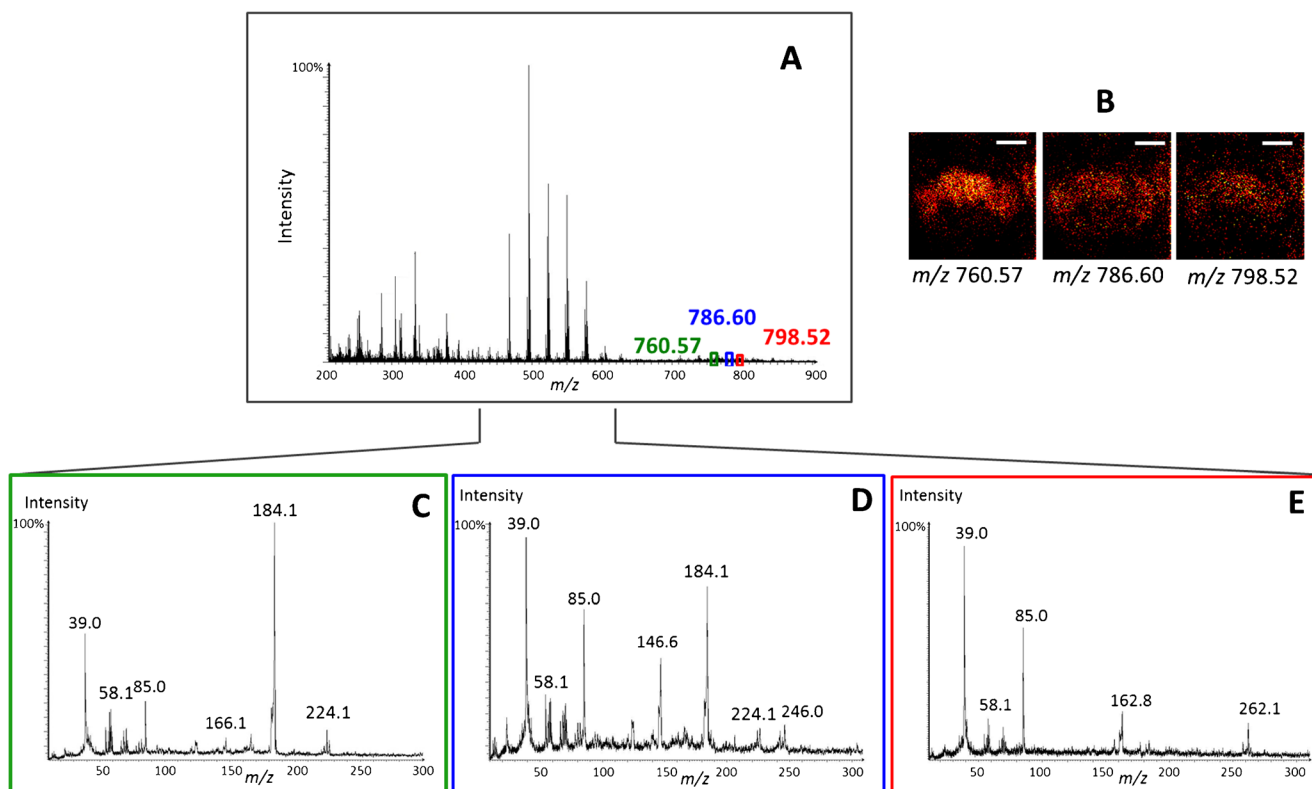 A
100%
Intensity
786.60
760.57
798.52
200 300 400 500 600 700 800 900
m/z
B
m/z 760.57 m/z 786.60 m/z 798.52
C
Intensity
100%
184.1
39.0
58.1
85.0
166.1
224.1
50 100 150 200 250 300
m/z
D
Intensity
100%
39.0
184.1
85.0
146.6
58.1
224.1
246.0
50 100 150 200 250 300
m/z
E
Intensity
100%
39.0
85.0
58.1
162.8
262.1
50 100 150 200 250 300
m/z